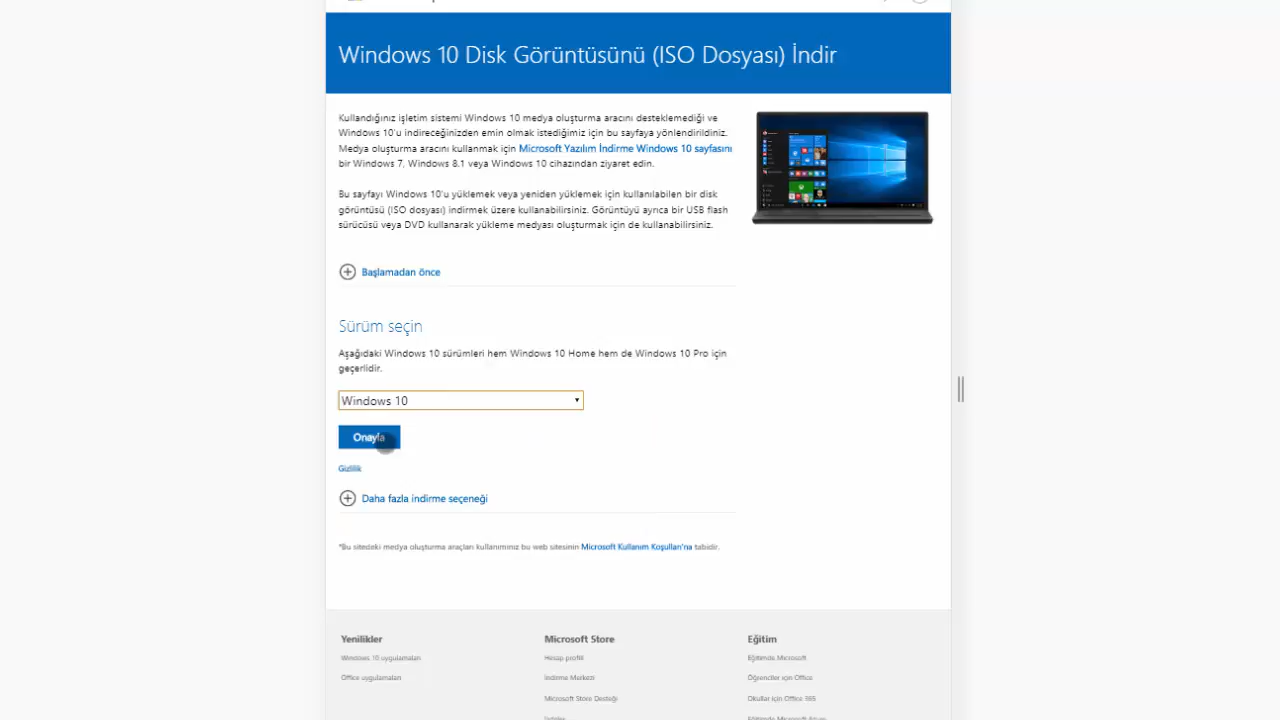 Windows 10 Disk Görüntüsünü (ISO Dosyası) İndir
Kullandığınız işletim sistemi Windows 10 medya oluşturma aracını desteklemediği ve
Windows 10'u indireceğinizden emin olmak istediğimiz için bu sayfaya yönlendirildiniz.
Medya oluşturma aracını kullanmak için Microsoft Yazılım İndirme Windows 10 sayfasını
bir Windows 7, Windows 8.1 veya Windows 10 cihazından ziyaret edin.
Bu sayfayı Windows 10'u yüklemek veya yeniden yüklemek için kullanılabilen bir disk
görüntüsü (ISO dosyası) indirmek üzere kullanabilirsiniz. Görüntüyü ayrıca bir USB flash
sürücüsü veya DVD kullanarak yükleme medyası oluşturmak için de kullanabilirsiniz.
Başlamadan önce
Sürüm seçin
Aşağıdaki Windows 10 sürümleri hem Windows 10 Home hem de Windows 10 Pro için
geçerlidir.
Windows 10
Onayla
Gizlilik
Daha fazla indirme seçeneği
*Bu sitedeki medya oluşturma araçları kullanımınız bu web sitesinin Microsoft Kullanım Koşulları'na tabidir.
Yenilikler
Microsoft Store
Eğitim
Windows 10 uygulamaları
Hesap profili
Eğitimde Microsoft
Office uygulamaları
İndirme Merkezi
Öğrenciler için Office
Microsoft Store Desteği
Okullar için Office 365